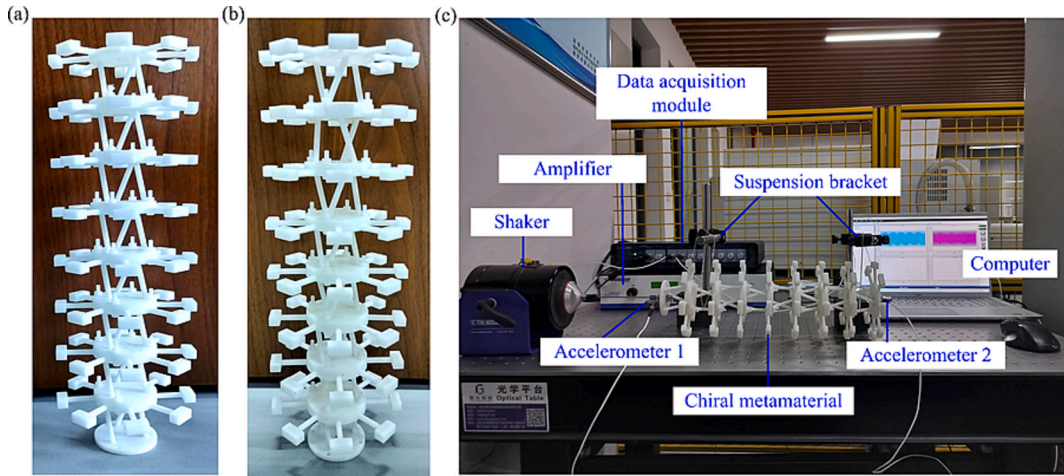 (a)
(b)
(c)
Data acquisition
module
Amplifier
Suspension bracket
Shaker
Computer
Accelerometer 1
Accelerometer 2
Chiral metamaterial
光学平台
Optical Table